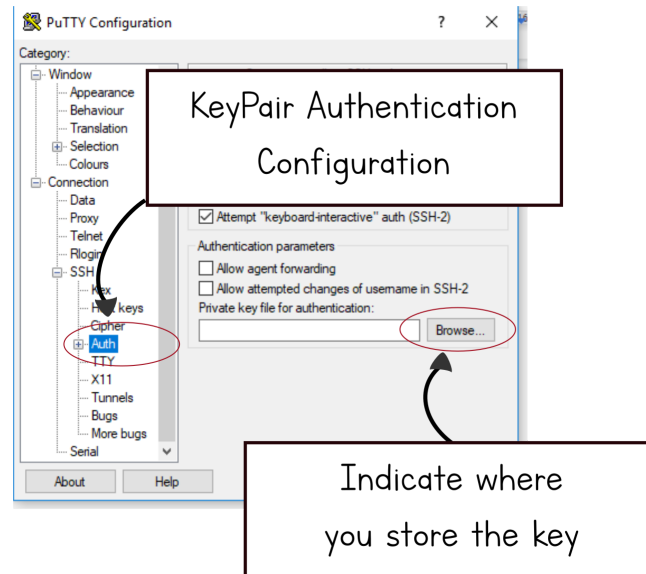 PuTTY Configuration
?
Category:
Window
Appearance
Behaviour
Translation
Selection
Colours
Connection
Data
Proxy
Telnet
Rlogin
SSH
Kex
Host keys
Cipher
Auth
TTY
X11
Tunnels
Bugs
More bugs
Serial
KeyPair Authentication
Configuration
Attempt "keyboard-interactive" auth (SSH-2)
Authentication parameters
Allow agent forwarding
Allow attempted changes of username in SSH-2
Private key file for authentication:
Browse...
About
Help
Indicate where
you store the key